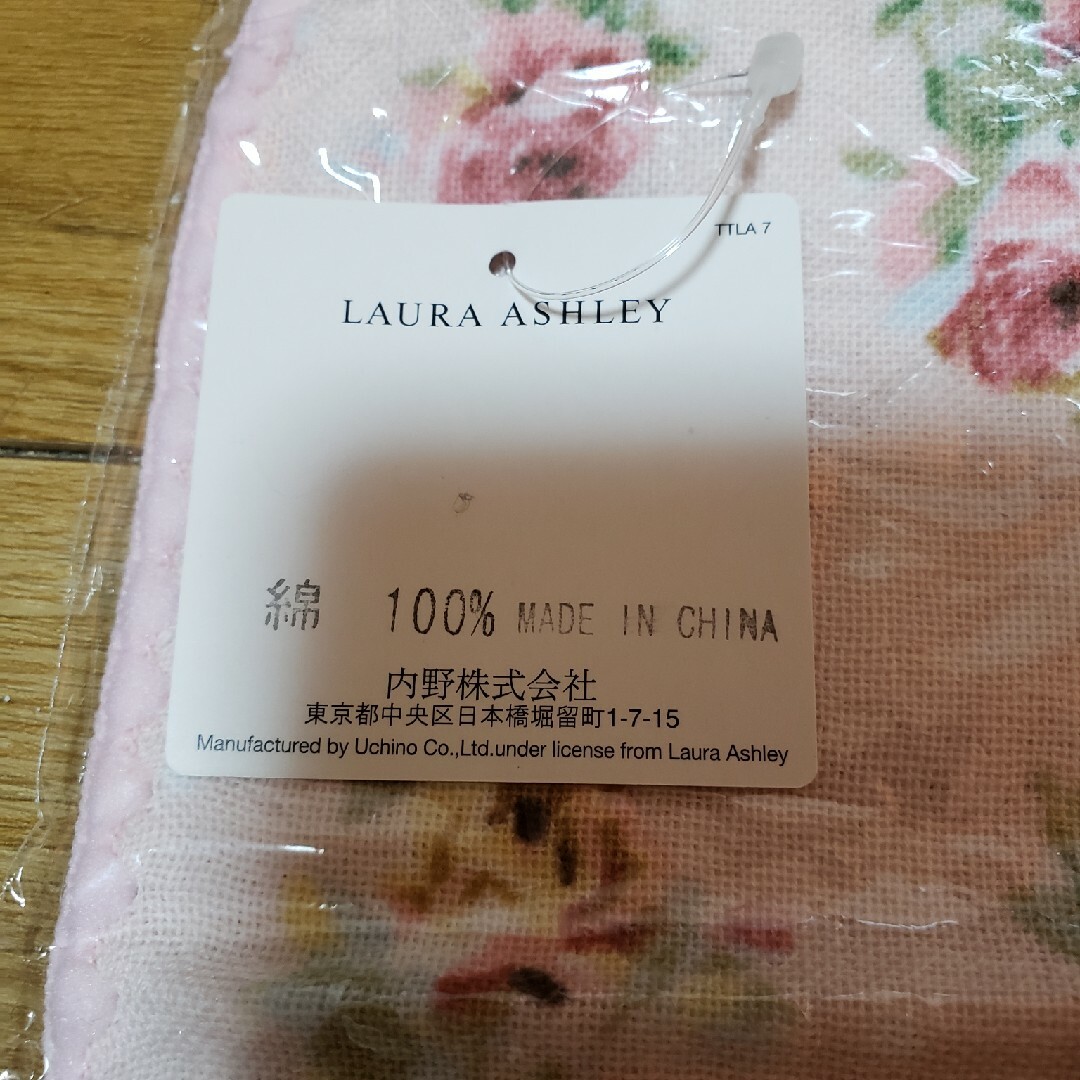 TTLA 7
LAURA ASHLEY
綿 100% MADE IN CHINA
内野株式会社
東京都中央区日本橋堀留町1-7-15
Manufactured by Uchino Co.,Ltd.under license from Laura Ashley